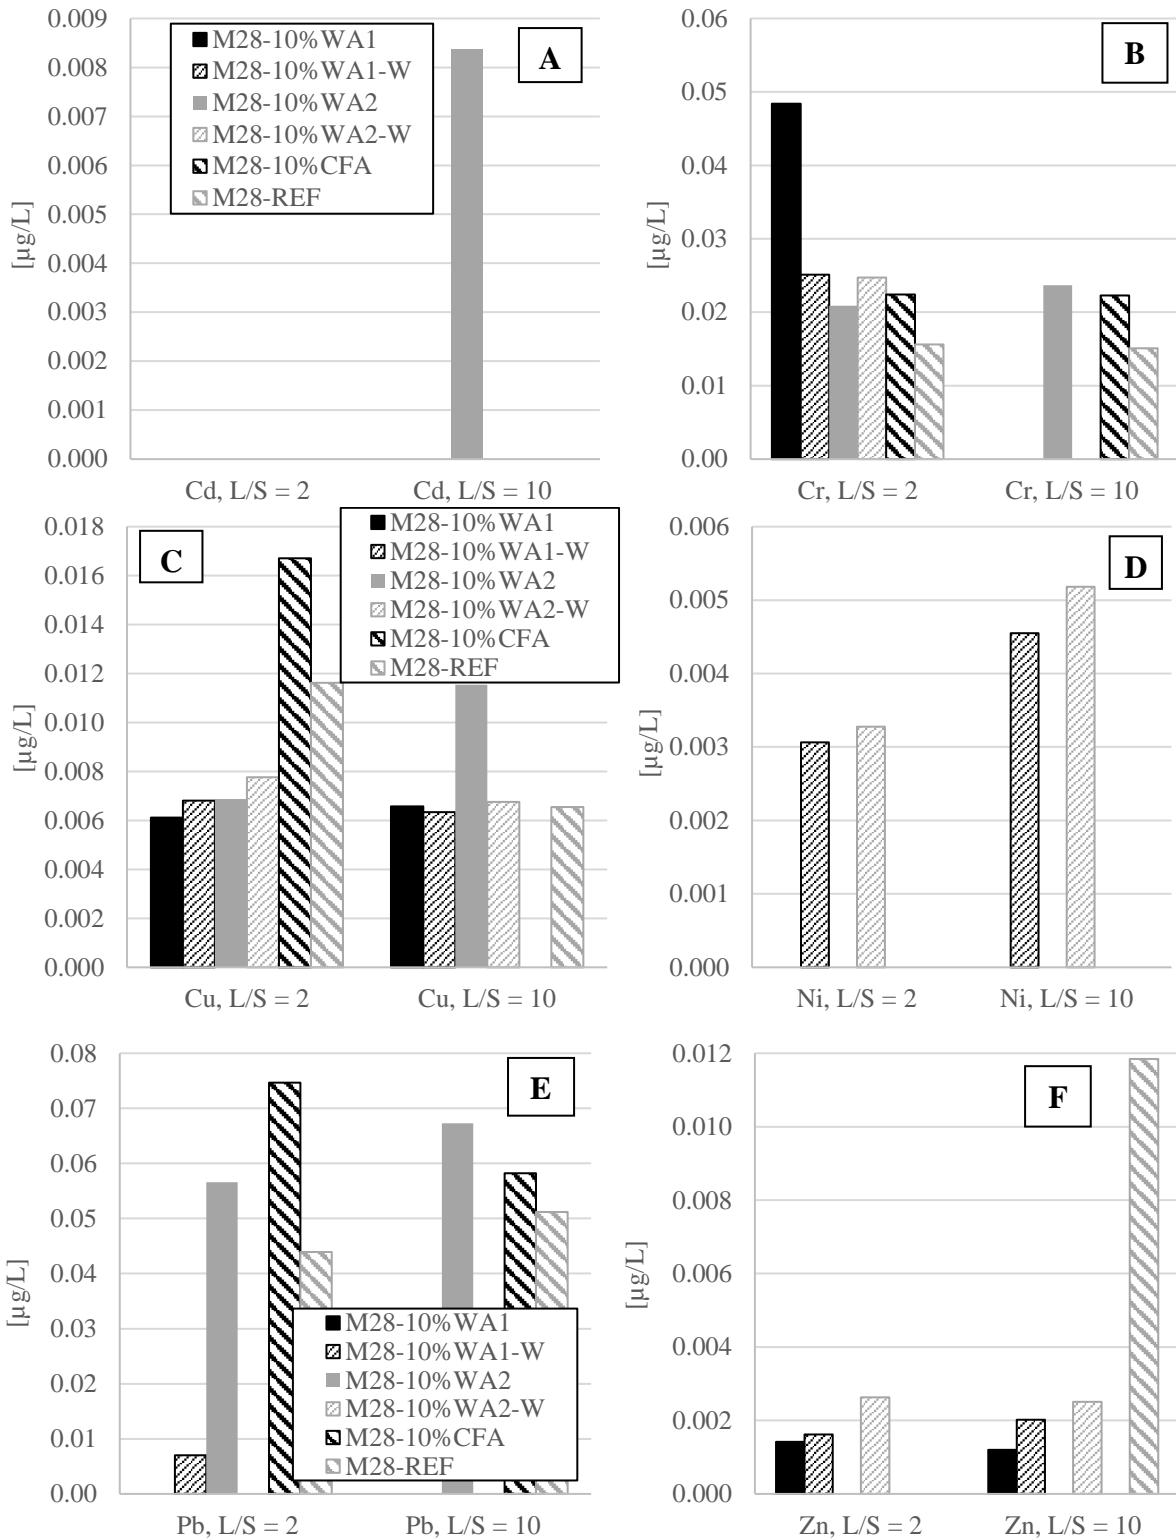 0.009
0.008
0.007
0.006
0.005
0.004
0.003
0.002
0.001
0.000
[µg/L]
M28-10%WA1
M28-10%WA1-W
M28-10%WA2
M28-10%WA2-W
M28-10%CFA
M28-REF
A
Cd, L/S = 2
Cd, L/S = 10
0.06
0.05
0.04
0.03
0.02
0.01
0.00
[µg/L]
B
Cr, L/S = 2
Cr, L/S = 10
0.018
0.016
0.014
0.012
0.010
0.008
0.006
0.004
0.002
0.000
[µg/L]
C
M28-10%WA1
M28-10%WA1-W
M28-10%WA2
M28-10%WA2-W
M28-10%CFA
M28-REF
Cu, L/S = 2
Cu, L/S = 10
0.006
0.005
0.004
0.003
0.002
0.001
0.000
[µg/L]
D
Ni, L/S = 2
Ni, L/S = 10
0.08
0.07
0.06
0.05
0.04
0.03
0.02
0.01
0.00
[µg/L]
E
M28-10%WA1
M28-10%WA1-W
M28-10%WA2
M28-10%WA2-W
M28-10%CFA
M28-REF
Pb, L/S = 2
Pb, L/S = 10
0.012
0.010
0.008
0.006
0.004
0.002
0.000
[µg/L]
F
Zn, L/S = 2
Zn, L/S = 10